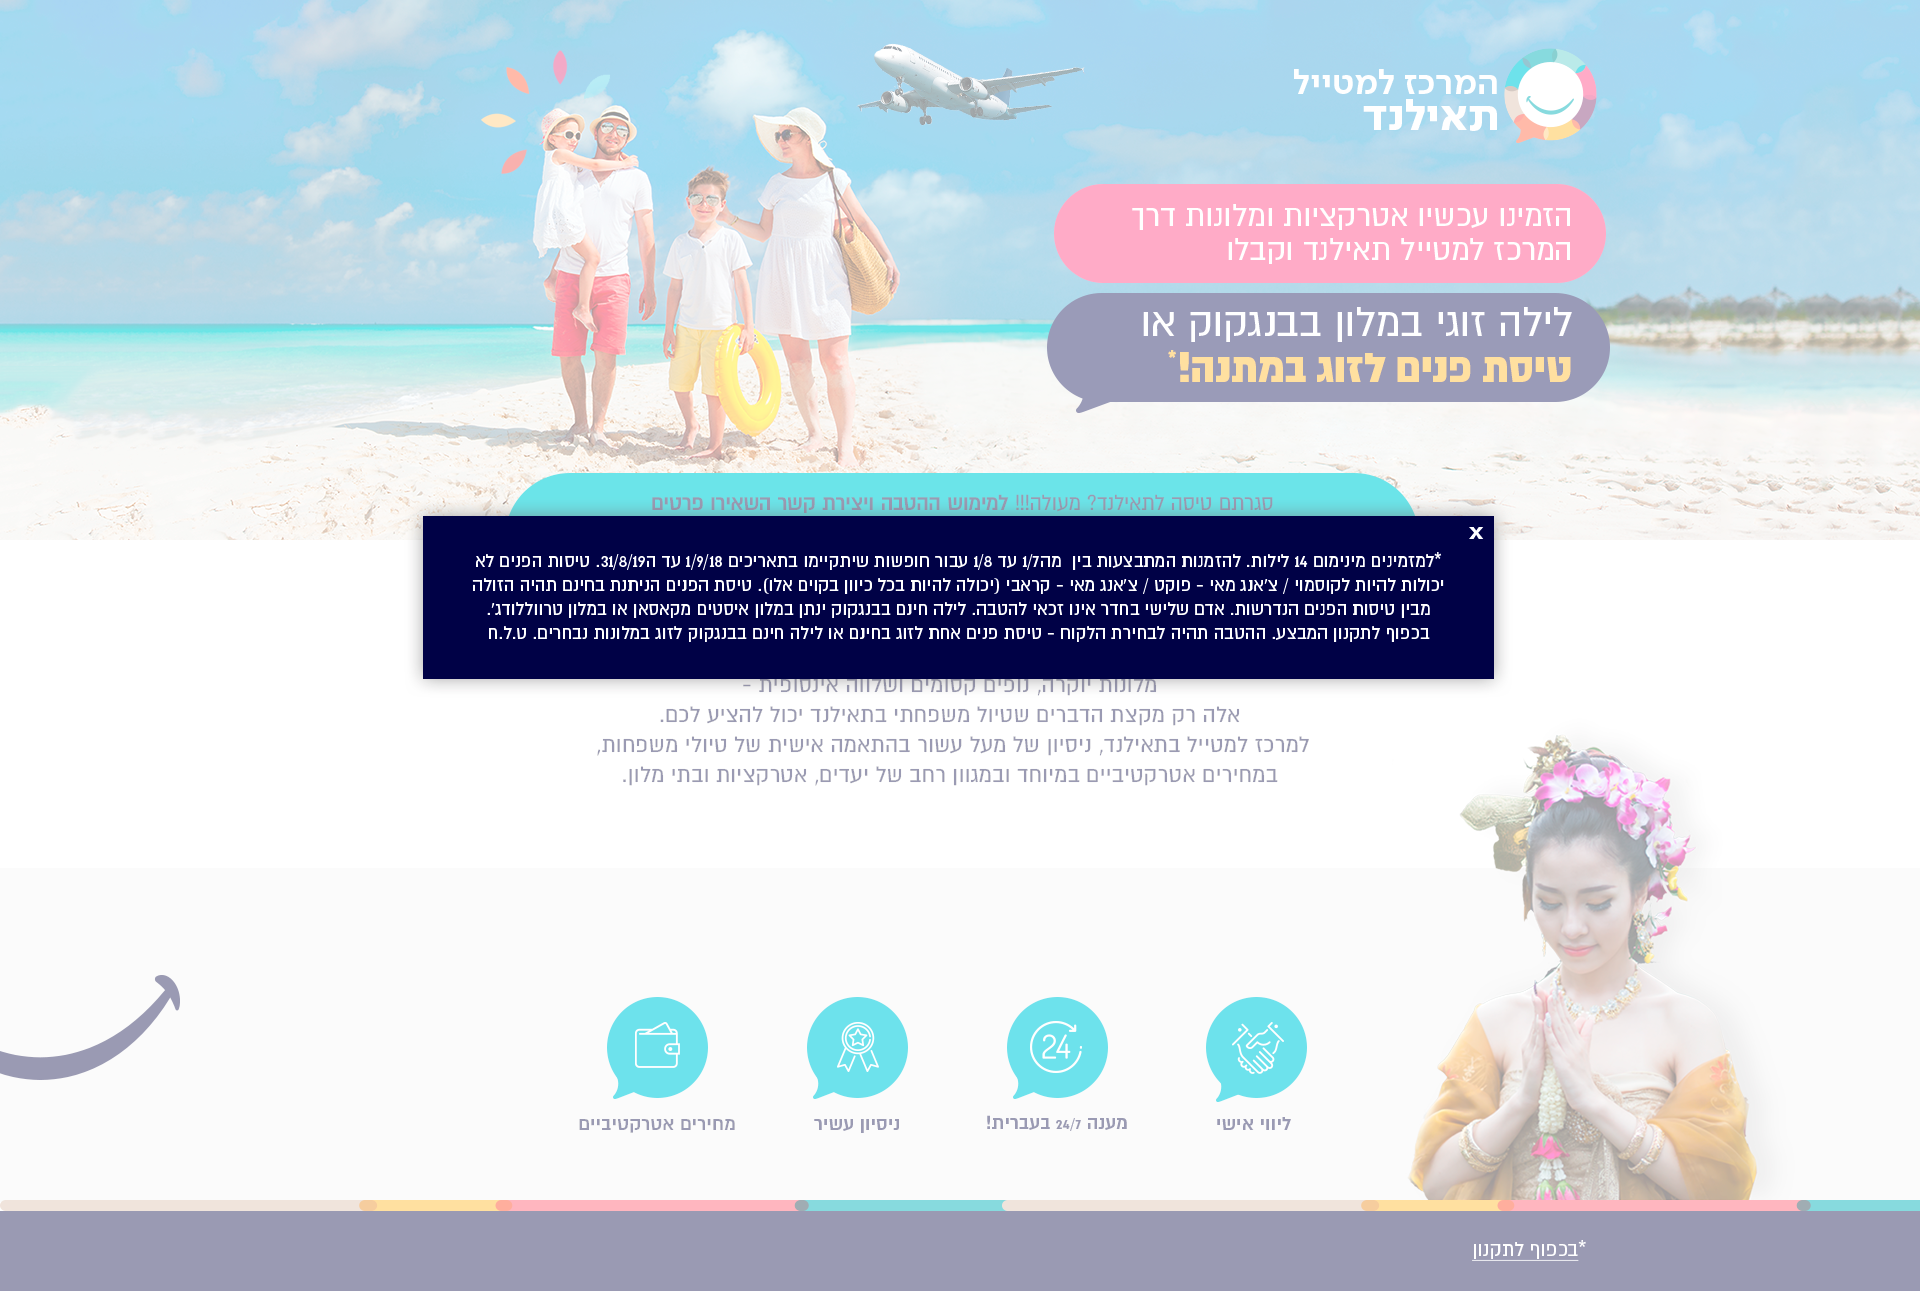 המרכז למטייל
תאילנד
הזמינו עכשיו אטרקציות ומלונות דרך
המרכז למטייל תאילנד וקבלו
לילה זוגי במלון בבנגקוק או
טיסת פנים לזוג במתנה!*
סגרתם טיסה לתאילנד? מעולה!!! למימוש ההטבה ויצירת קשר השאירו פרטים
x
*למזמינים מינימום 14 לילות. להזמנות המתבצעות בין מה1/7 עד 1/8 עבור חופשות שיתקיימו בתאריכים 1/9/18 עד ה31/8/19. טיסות הפנים לא
יכולות להיות לקוסמוי / צ'אנג מאי - פוקט / צ'אנג מאי - קראבי (יכולה להיות בכל כיוון בקוים אלו). טיסת הפנים הניתנת בחינם תהיה הזולה
מבין טיסות הפנים הנדרשות. אדם שלישי בחדר אינו זכאי להטבה. לילה חינם בבנגקוק ינתן במלון איסטים מקאסאן או במלון טרווללודג'.
בכפוף לתקנון המבצע. ההטבה תהיה לבחירת הלקוח - טיסת פנים אחת לזוג בחינם או לילה חינם בבנגקוק לזוג במלונות נבחרים. ט.ל.ח
מלונות יוקרה, נופים קסומים ושלווה אינסופית -
אלה רק מקצת הדברים שטיול משפחתי בתאילנד יכול להציע לכם.
למרכז למטייל בתאילנד, ניסיון של מעל עשור בהתאמה אישית של טיולי משפחות,
במחירים אטרקטיביים במיוחד ובמגוון רחב של יעדים, אטרקציות ובתי מלון.
24
ליווי אישי
מענה 24/7 בעברית!
ניסיון עשיר
מחירים אטרקטיביים
*בכפוף לתקנון